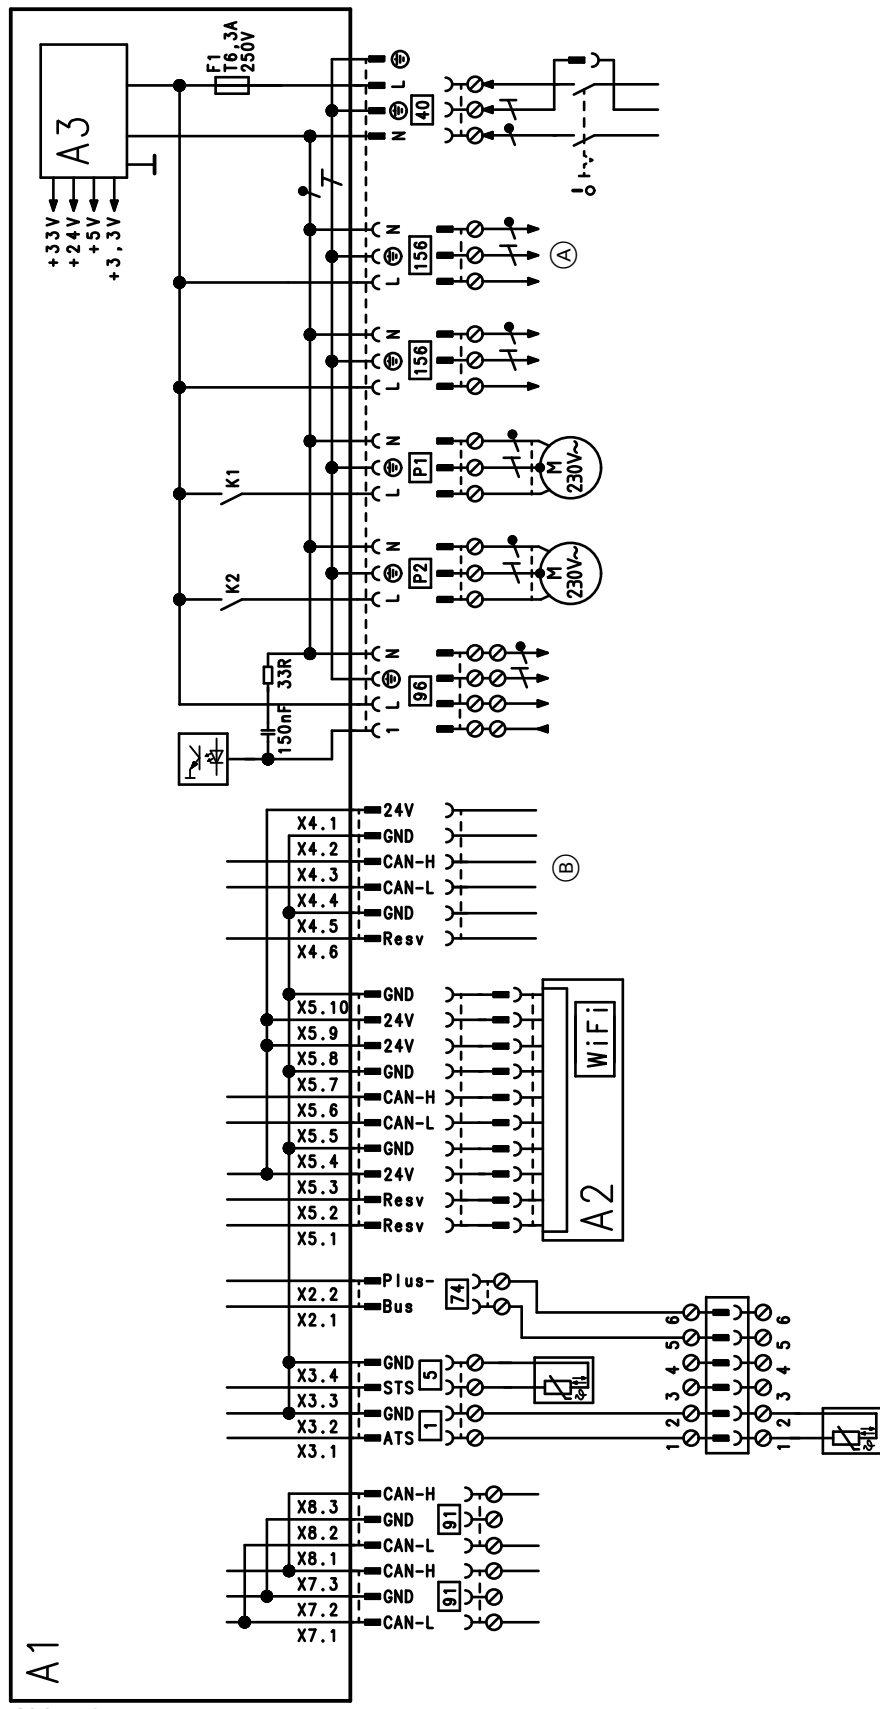 F1
T6,3A
250V
A3
+33V
+24V
+5V
+3,3V
L
40
N
N
156
L
A
N
156
L
K1
N
P1
L
M
230V~
K2
N
P2
L
M
230V~
33R
150nF
N
96
L
1
24V
X4.1
GND
X4.2
CAN-H
X4.3
CAN-L
X4.4
GND
X4.5
Resv
X4.6
B
GND
X5.10
24V
X5.9
24V
X5.8
GND
X5.7
CAN-H
X5.6
CAN-L
X5.5
GND
X5.4
24V
X5.3
Resv
X5.2
Resv
X5.1
WiFi
A2
Plus-
X2.2
Bus
X2.1
74
GND
X3.4
STS
X3.3
GND
X3.2
ATS
X3.1
5
1
6 6
5 5
4 4
3 3
2 2
1 1
CAN-H
X8.3
GND
X8.2
CAN-L
X8.1
91
CAN-H
X7.3
GND
X7.2
CAN-L
X7.1
91
A1